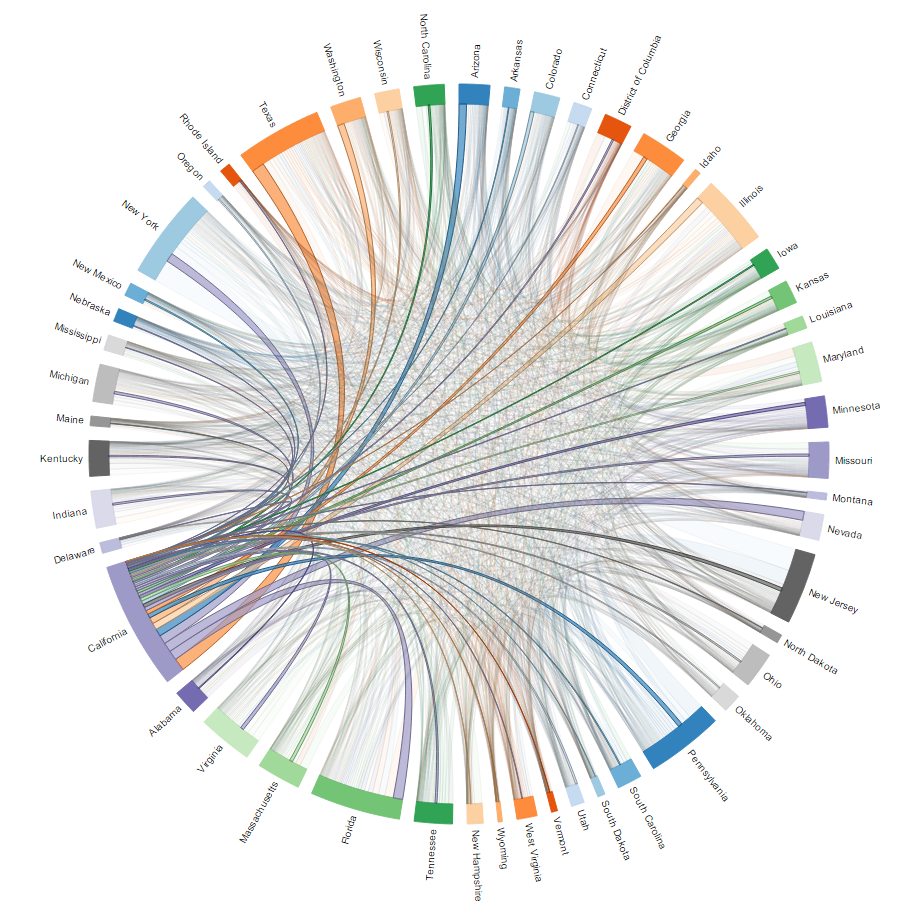 North Carolina
Arizona
Arkansas
Colorado
Connecticut
District of Columbia
Georgia
Idaho
Illinois
Iowa
Kansas
Louisiana
Maryland
Minnesota
Missouri
Montana
Nevada
New Jersey
North Dakota
Ohio
Oklahoma
Pennsylvania
South Carolina
South Dakota
Utah
Vermont
West Virginia
Wyoming
New Hampshire
Tennessee
Florida
Massachusetts
Virginia
Alabama
California
Delaware
Indiana
Kentucky
Maine
Michigan
Mississippi
Nebraska
New Mexico
New York
Oregon
Rhode Island
Texas
Washington
Wisconsin